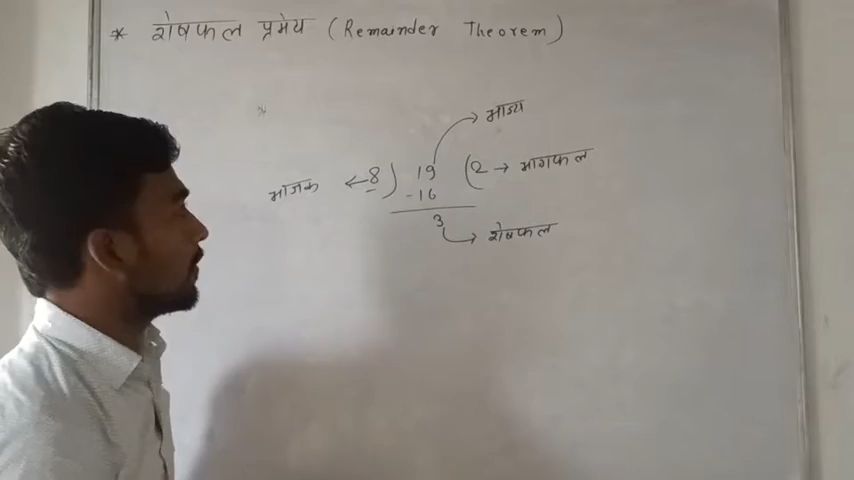 * शेषफल प्रमेय (Remainder Theorem)
भाज्य
भाजक ← 8 ) 19 ( 2 → भागफल
-16
3
शेषफल